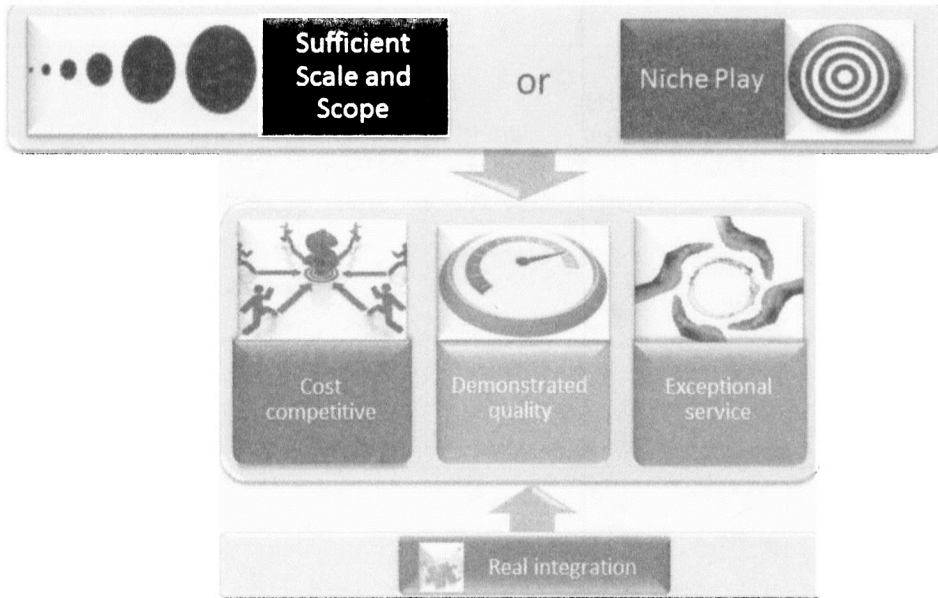 Sufficient
Scale and
Scope
or
Niche Play
Cost
competitive
Demonstrated
quality
Exceptional
service
Real integration